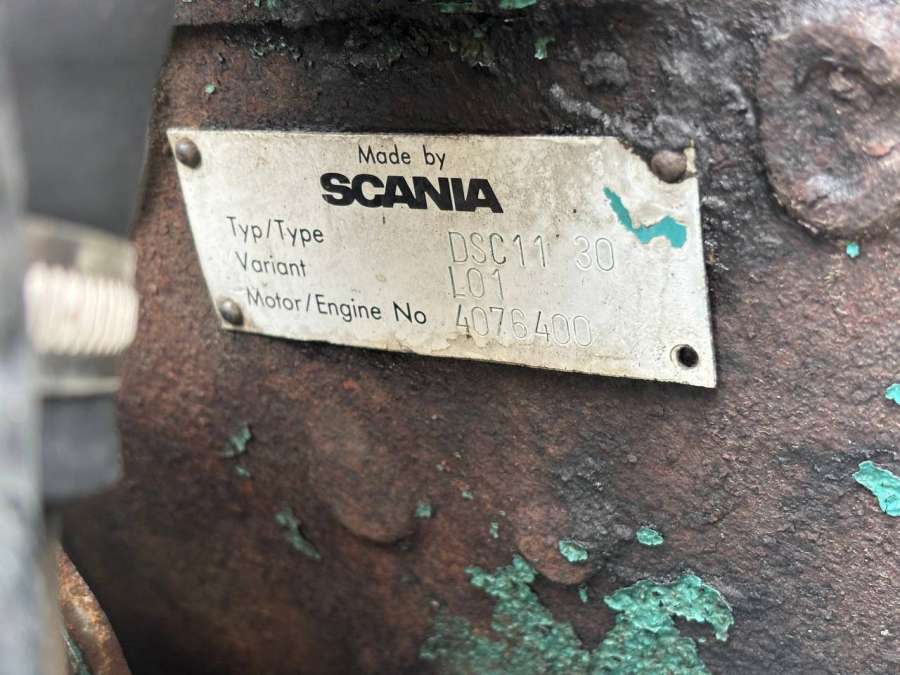 Made by
SCANIA
Typ/Type DSC11 30
Variant L01
Motor/Engine No 4076400